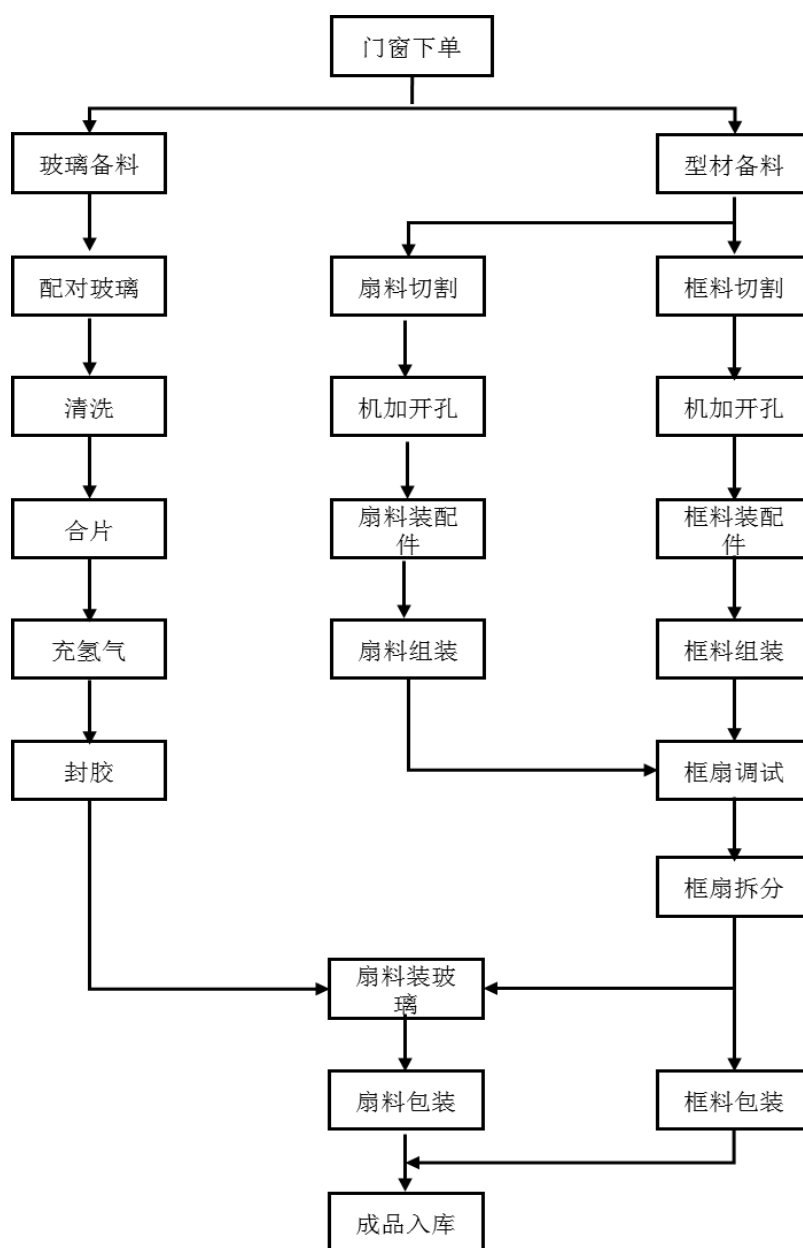 门窗下单
玻璃备料
型材备料
配对玻璃
扇料切割
框料切割
清洗
机加开孔
机加开孔
合片
扇料装配
件
框料装配
件
充氢气
扇料组装
框料组装
封胶
框扇调试
框扇拆分
扇料装玻
璃
扇料包装
框料包装
成品入库